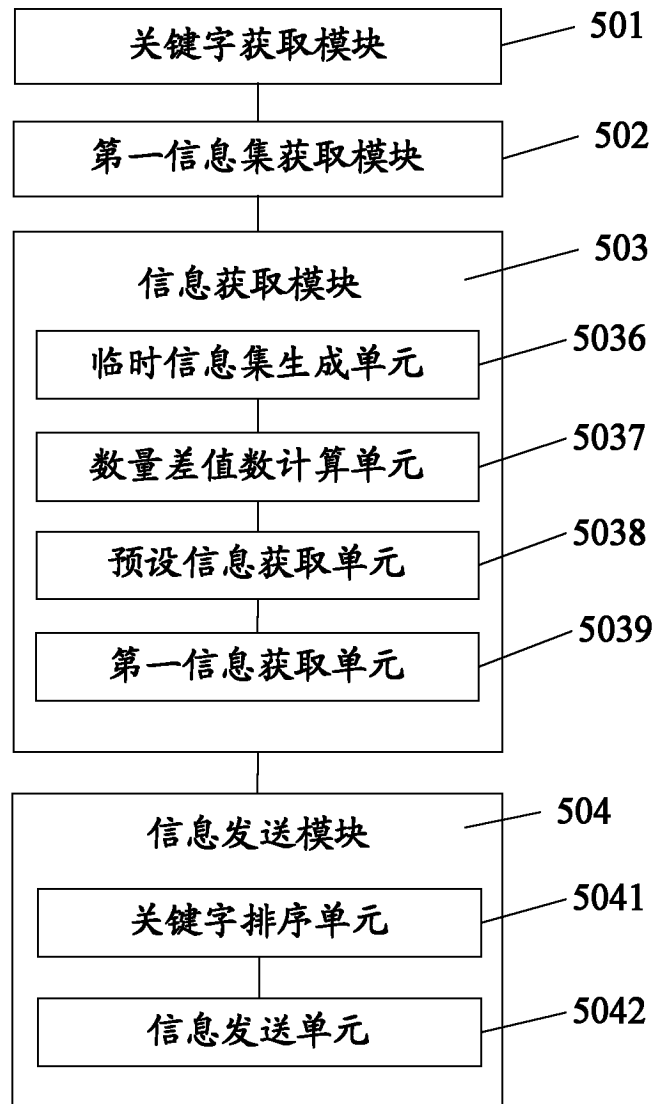 关键字获取模块 501
第一信息集获取模块 502
信息获取模块 503
临时信息集生成单元 5036
数量差值数计算单元 5037
预设信息获取单元 5038
第一信息获取单元 5039
信息发送模块 504
关键字排序单元 5041
信息发送单元 5042